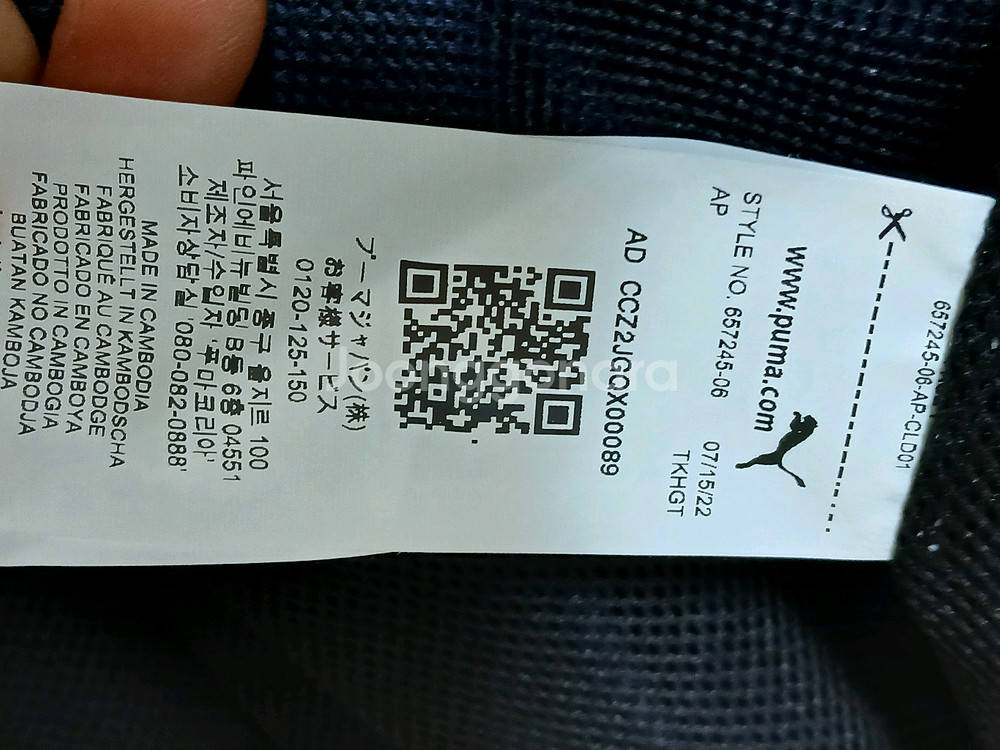 657245-06-AP-CLD01
www.puma.com
STYLE NO. 657245-06 07/15/22
AP TKHGT
AD CCZ2JGQX00089
Joonggonara
プーマジャパン(株)
お客様サービス
0120-125-150
서울특별시 중구 을지로 100
파인에비뉴빌딩 B동 6층 04551
제조자/수입자 '푸마코리아'
소비자상담실 '080-082-0888'
MADE IN CAMBODIA
HERGESTELLT IN KAMBODSCHA
FABRIQUÉ AU CAMBODGE
FABRICADO EN CAMBOYA
PRODOTTO IN CAMBOGIA
FABRICADO NO CAMBODJA
BUATAN KAMBOJA